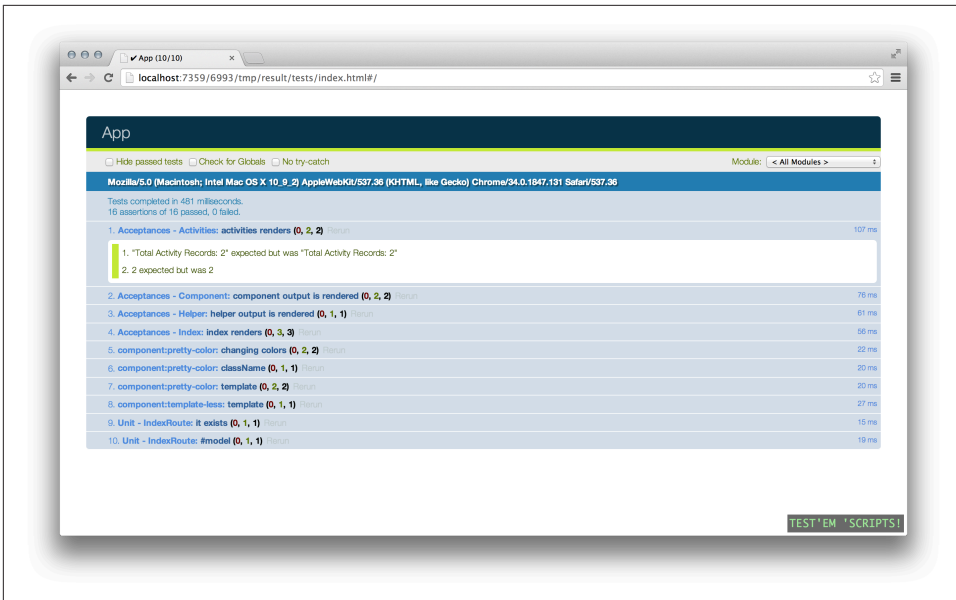 ✔ App (10/10) ×
localhost:7359/6993/tmp/result/tests/index.html#/
App
Hide passed tests Check for Globals No try-catch Module: < All Modules >
Mozilla/5.0 (Macintosh; Intel Mac OS X 10_9_2) AppleWebKit/537.36 (KHTML, like Gecko) Chrome/34.0.1847.131 Safari/537.36
Tests completed in 481 milliseconds.
16 assertions of 16 passed, 0 failed.
1. Acceptances - Activities: activities renders (0, 2, 2) Rerun 107 ms
1. "Total Activity Records: 2" expected but was "Total Activity Records: 2"
2. 2 expected but was 2
2. Acceptances - Component: component output is rendered (0, 2, 2) Rerun 76 ms
3. Acceptances - Helper: helper output is rendered (0, 1, 1) Rerun 61 ms
4. Acceptances - Index: index renders (0, 3, 3) Rerun 56 ms
5. component:pretty-color: changing colors (0, 2, 2) Rerun 22 ms
6. component:pretty-color: className (0, 1, 1) Rerun 20 ms
7. component:pretty-color: template (0, 2, 2) Rerun 20 ms
8. component:template-less: template (0, 1, 1) Rerun 27 ms
9. Unit - IndexRoute: it exists (0, 1, 1) Rerun 15 ms
10. Unit - IndexRoute: #model (0, 1, 1) Rerun 19 ms
TEST'EM 'SCRIPTS!